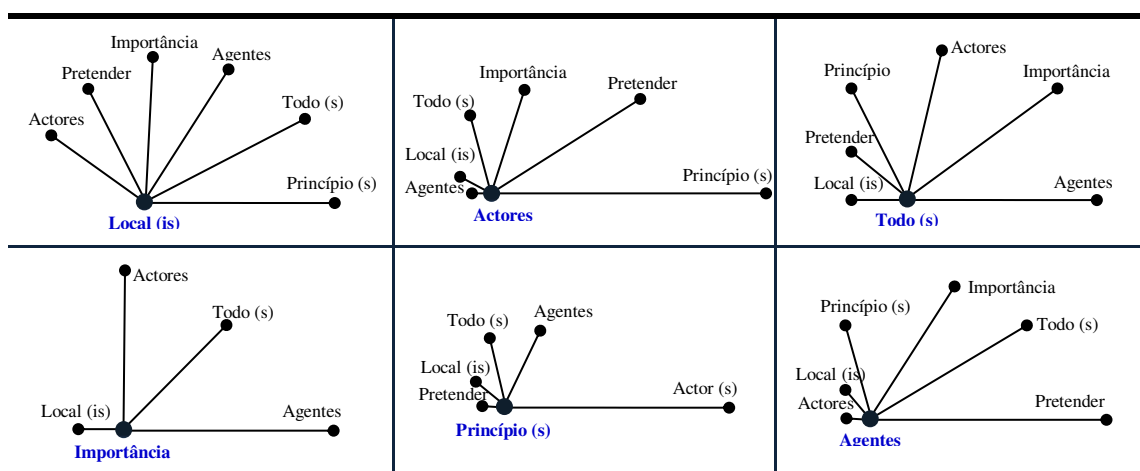 Importância
Agentes
Pretender
Todo (s)
Actores
Princípio (s)
Local (is)
Importância
Pretender
Todo (s)
Local (is)
Agentes
Princípio (s)
Actores
Actores
Princípio
Importância
Pretender
Local (is)
Agentes
Todo (s)
Actores
Todo (s)
Local (is)
Agentes
Importância
Todo (s)
Agentes
Local (is)
Pretender
Actor (s)
Princípio (s)
Importância
Princípio (s)
Todo (s)
Local (is)
Actores
Pretender
Agentes